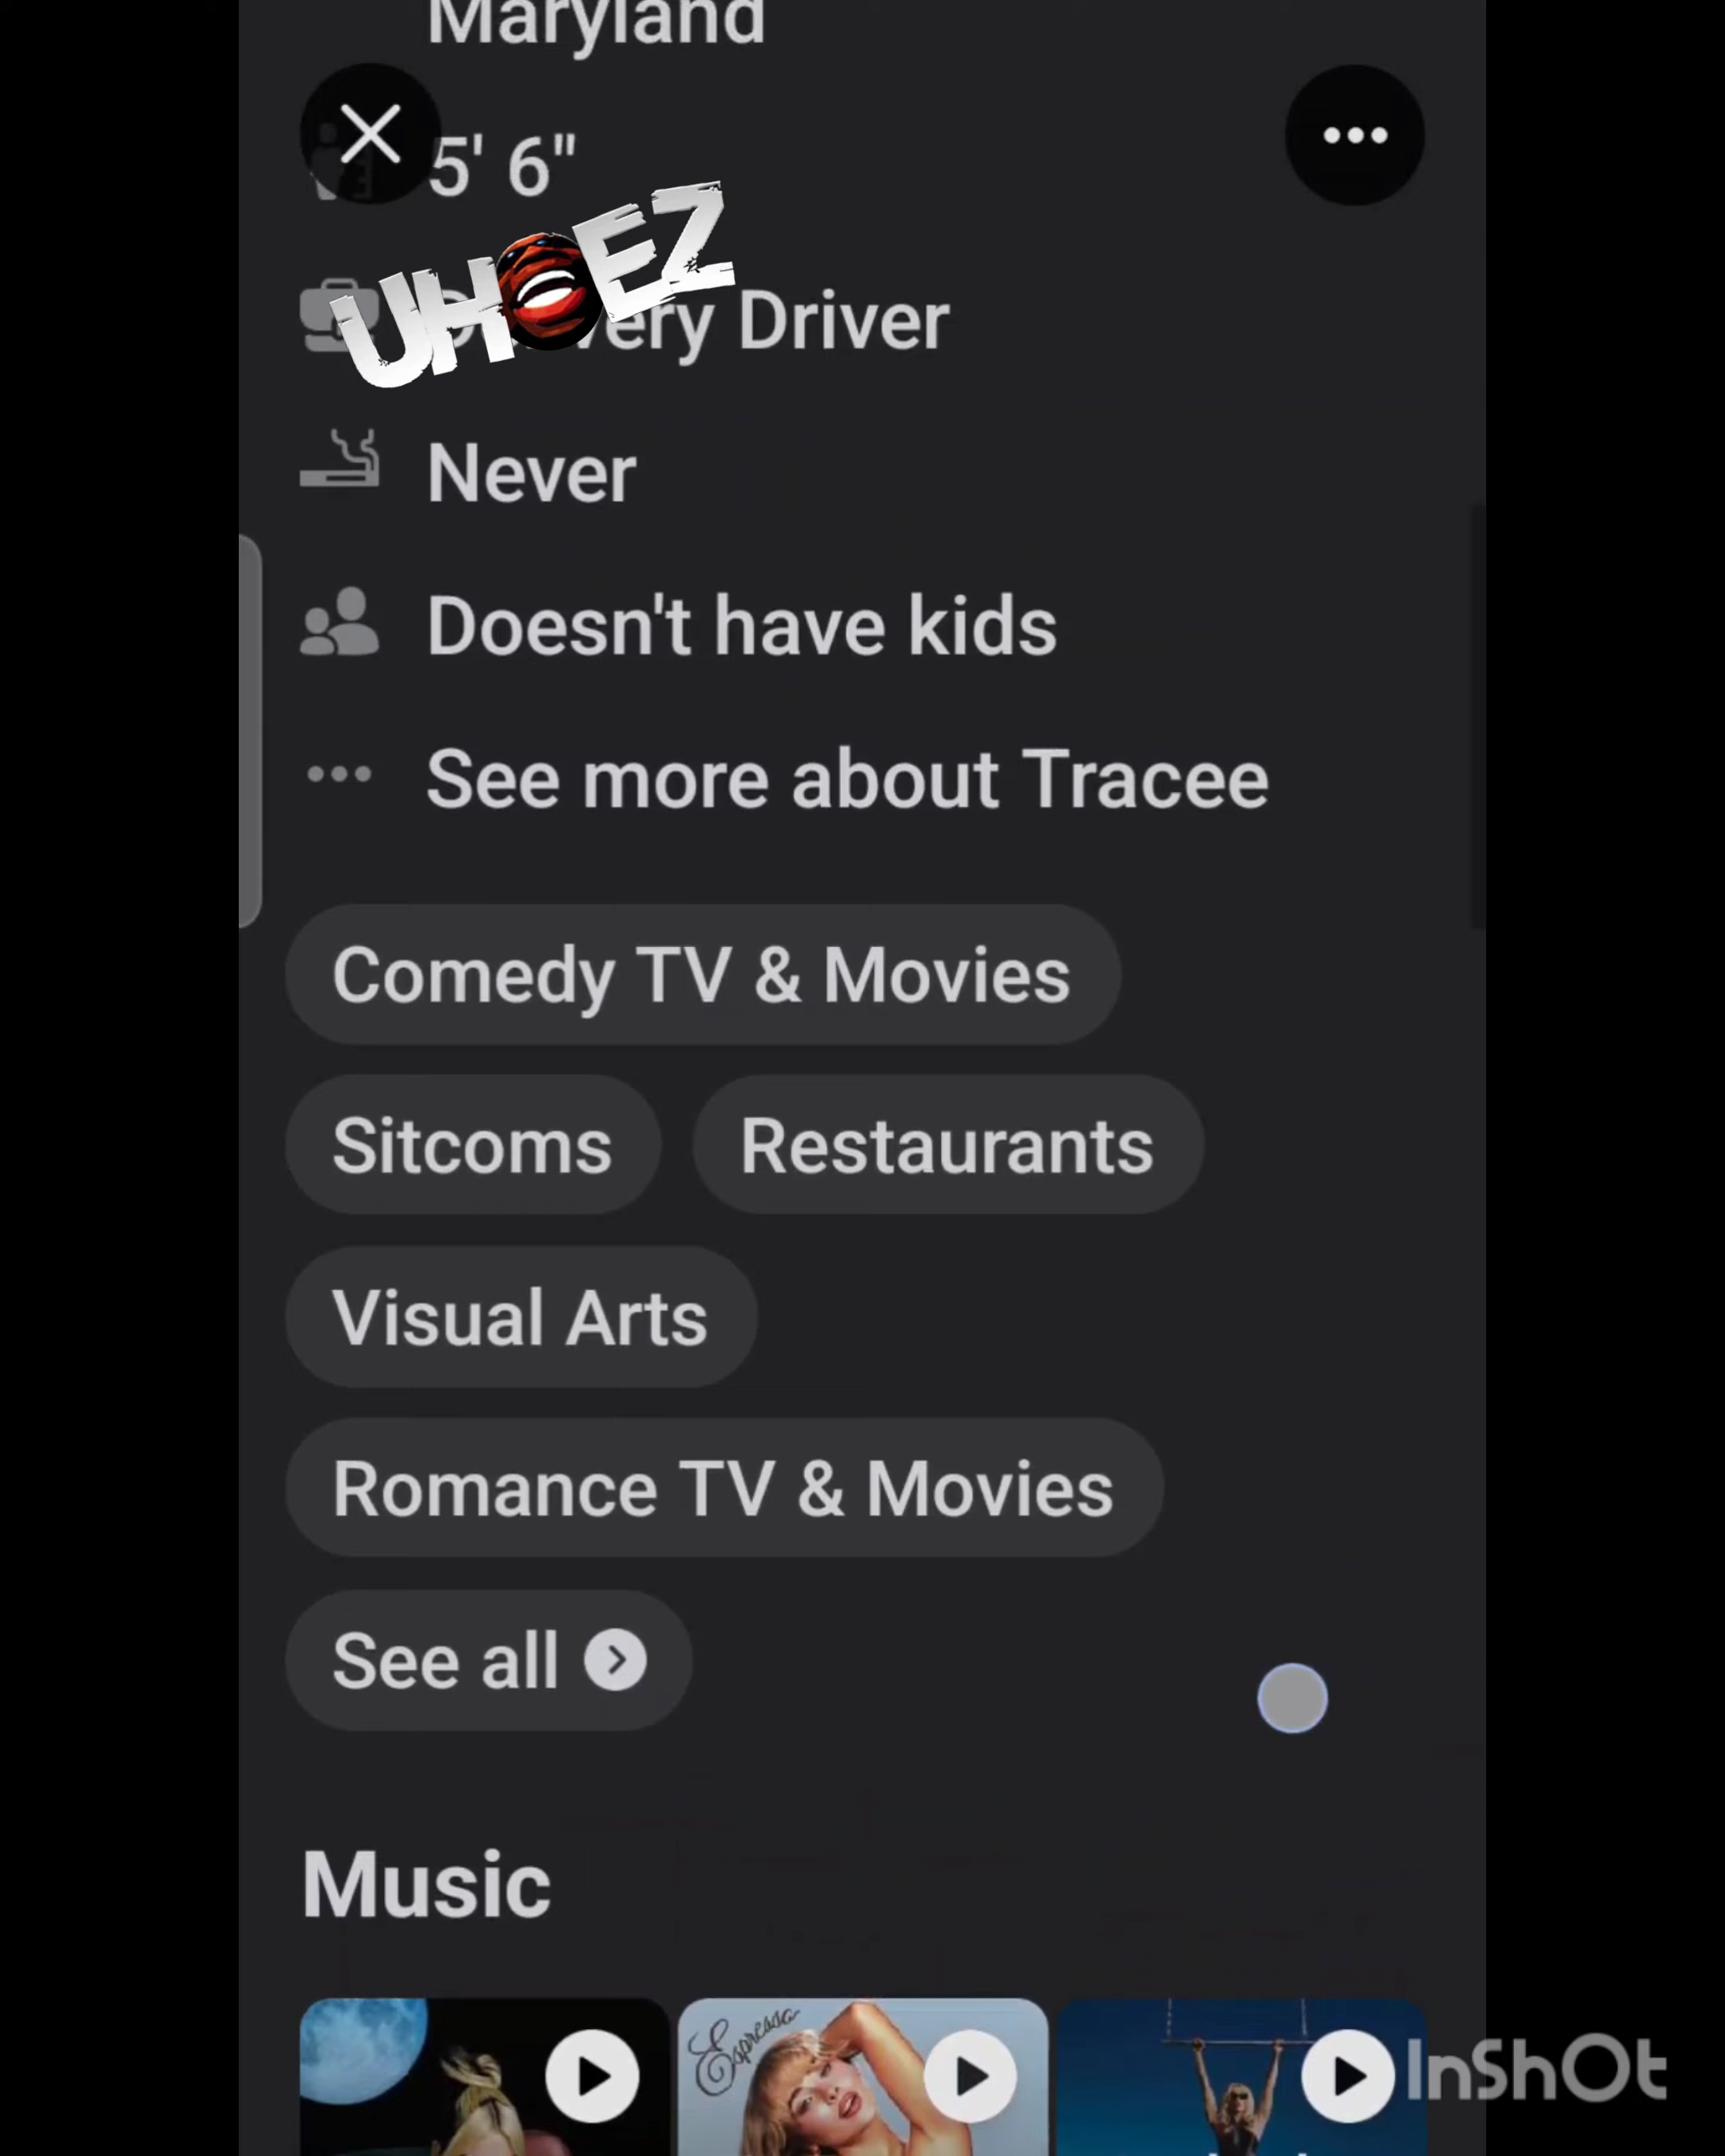 Maryland
5' 6"
UHOEZ
Delivery Driver
Never
Doesn't have kids
See more about Tracee
Comedy TV & Movies
Sitcoms
Restaurants
Visual Arts
Romance TV & Movies
See all
Music
Espresso
InShOt